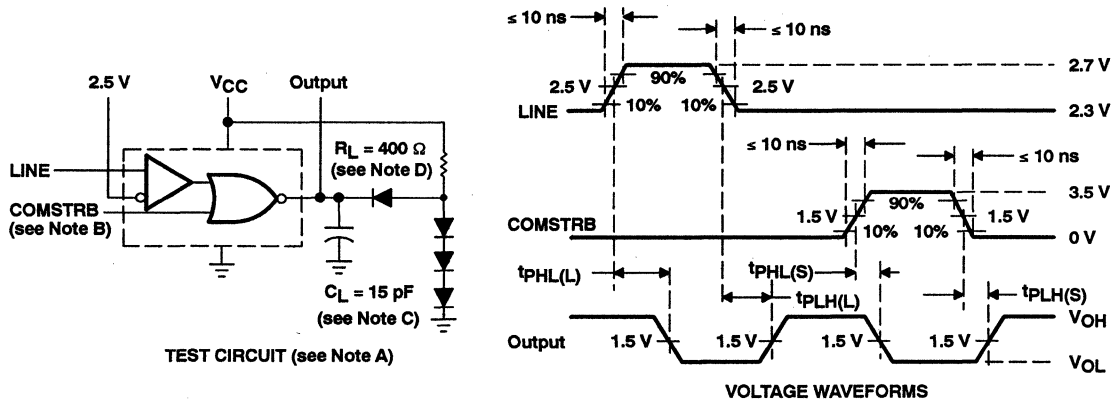 2.5 V
VCC
Output
LINE
COMSTRB
(see Note B)
RL = 400 Ω
(see Note D)
CL = 15 pF
(see Note C)
TEST CIRCUIT (see Note A)
≤ 10 ns
≤ 10 ns
2.5 V
90%
2.5 V
2.7 V
LINE
10%
10%
2.3 V
≤ 10 ns
≤ 10 ns
3.5 V
1.5 V
90%
1.5 V
COMSTRB
10%
10%
0 V
tPHL(L)
tPHL(S)
tPLH(L)
tPLH(S)
VOH
Output
1.5 V
1.5 V
1.5 V
1.5 V
VOL
VOLTAGE WAVEFORMS